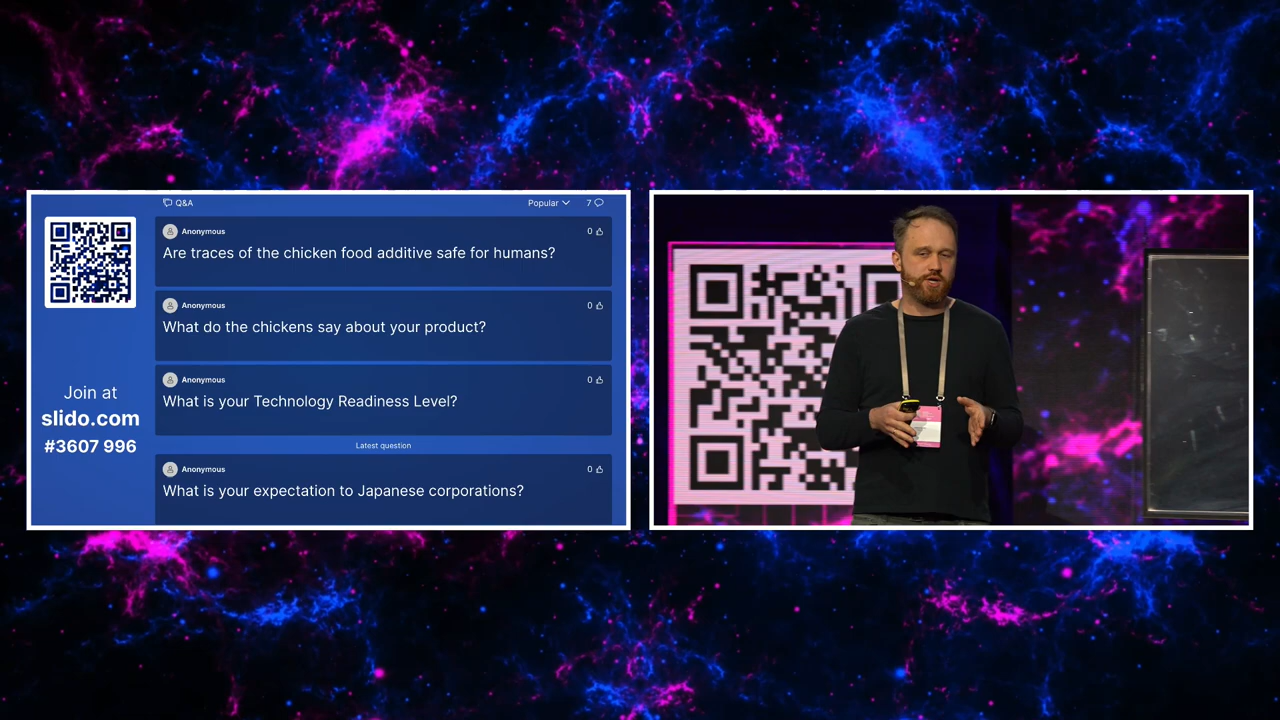 Q&A
Popular
7
Anonymous
0
Are traces of the chicken food additive safe for humans?
Anonymous
0
What do the chickens say about your product?
Anonymous
0
What is your Technology Readiness Level?
Latest question
Anonymous
0
What is your expectation to Japanese corporations?
Join at
slido.com
#3607 996